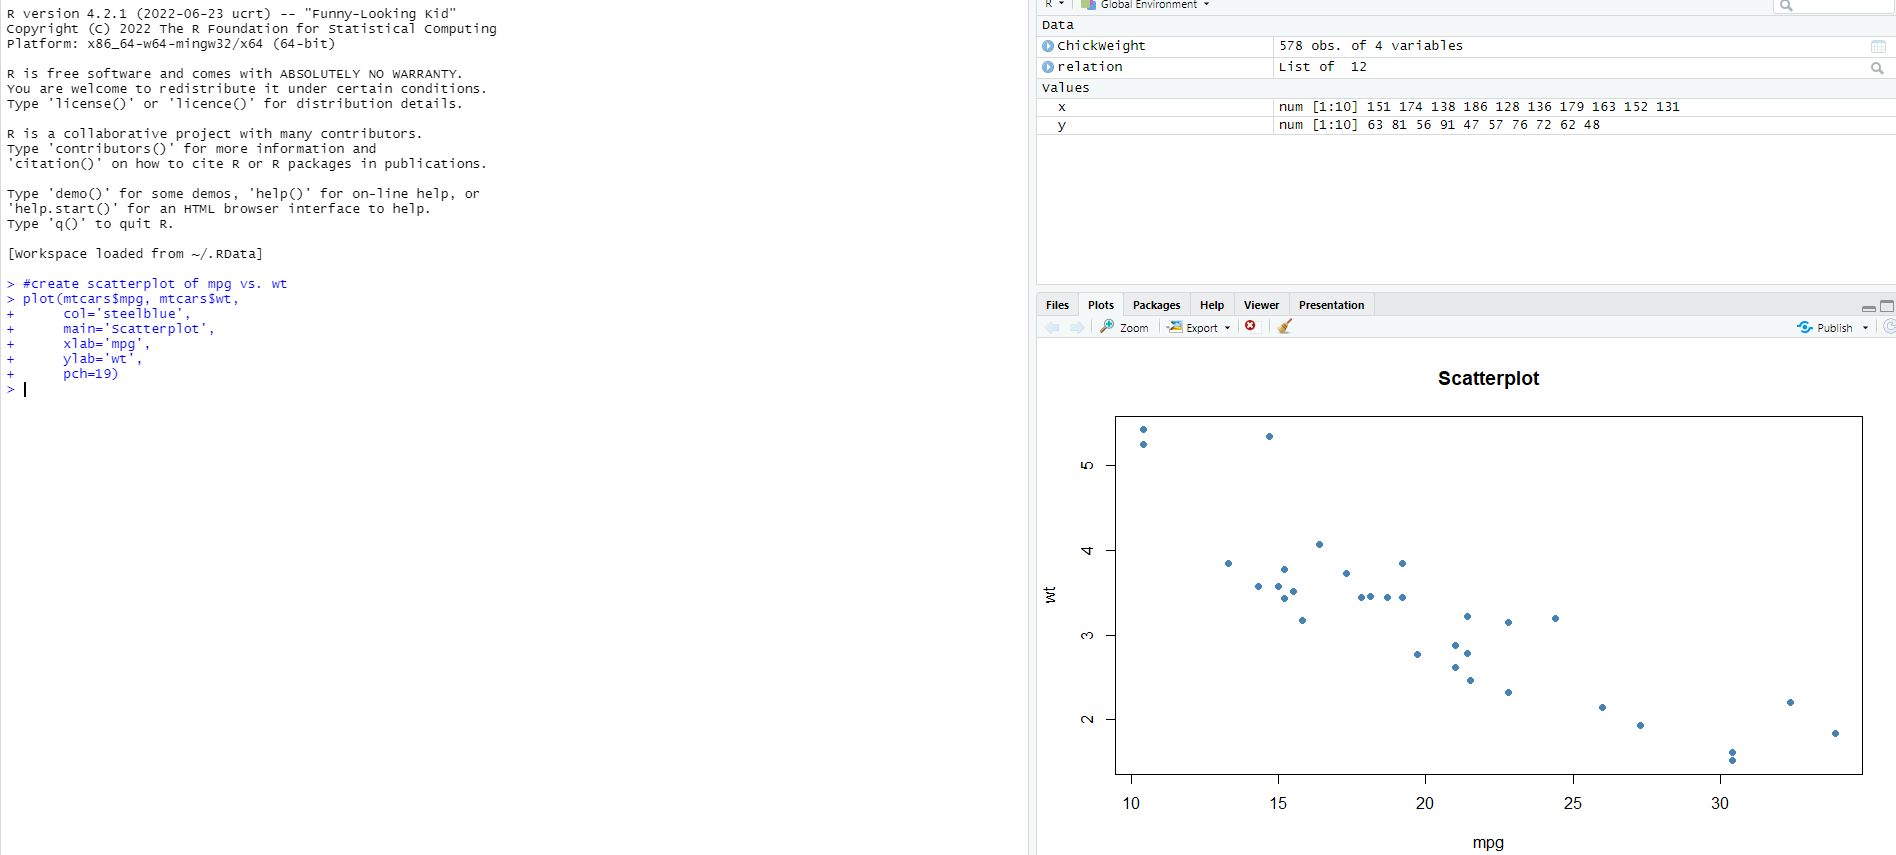 R version 4.2.1 (2022-06-23 ucrt) -- "Funny-Looking Kid"
Copyright (C) 2022 The R Foundation for Statistical Computing
Platform: x86_64-w64-mingw32/x64 (64-bit)
R is free software and comes with ABSOLUTELY NO WARRANTY.
You are welcome to redistribute it under certain conditions.
Type 'license()' or 'licence()' for distribution details.
R is a collaborative project with many contributors.
Type 'contributors()' for more information and
'citation()' on how to cite R or R packages in publications.
Type 'demo()' for some demos, 'help()' for on-line help, or
'help.start()' for an HTML browser interface to help.
Type 'q()' to quit R.
[Workspace loaded from ~/.RData]
> #create scatterplot of mpg vs. wt
> plot(mtcars$mpg, mtcars$wt,
+      col='steelblue',
+      main='Scatterplot',
+      xlab='mpg',
+      ylab='wt',
+      pch=19)
>
R Global Environment
Data
ChickWeight 578 obs. of 4 variables
relation List of  12
Values
x num [1:10] 151 174 138 186 128 136 179 163 152 131
y num [1:10] 63 81 56 91 47 57 76 72 62 48
Files Plots Packages Help Viewer Presentation
Zoom Export Publish
Scatterplot
5
4
wt
3
2
10 15 20 25 30
mpg